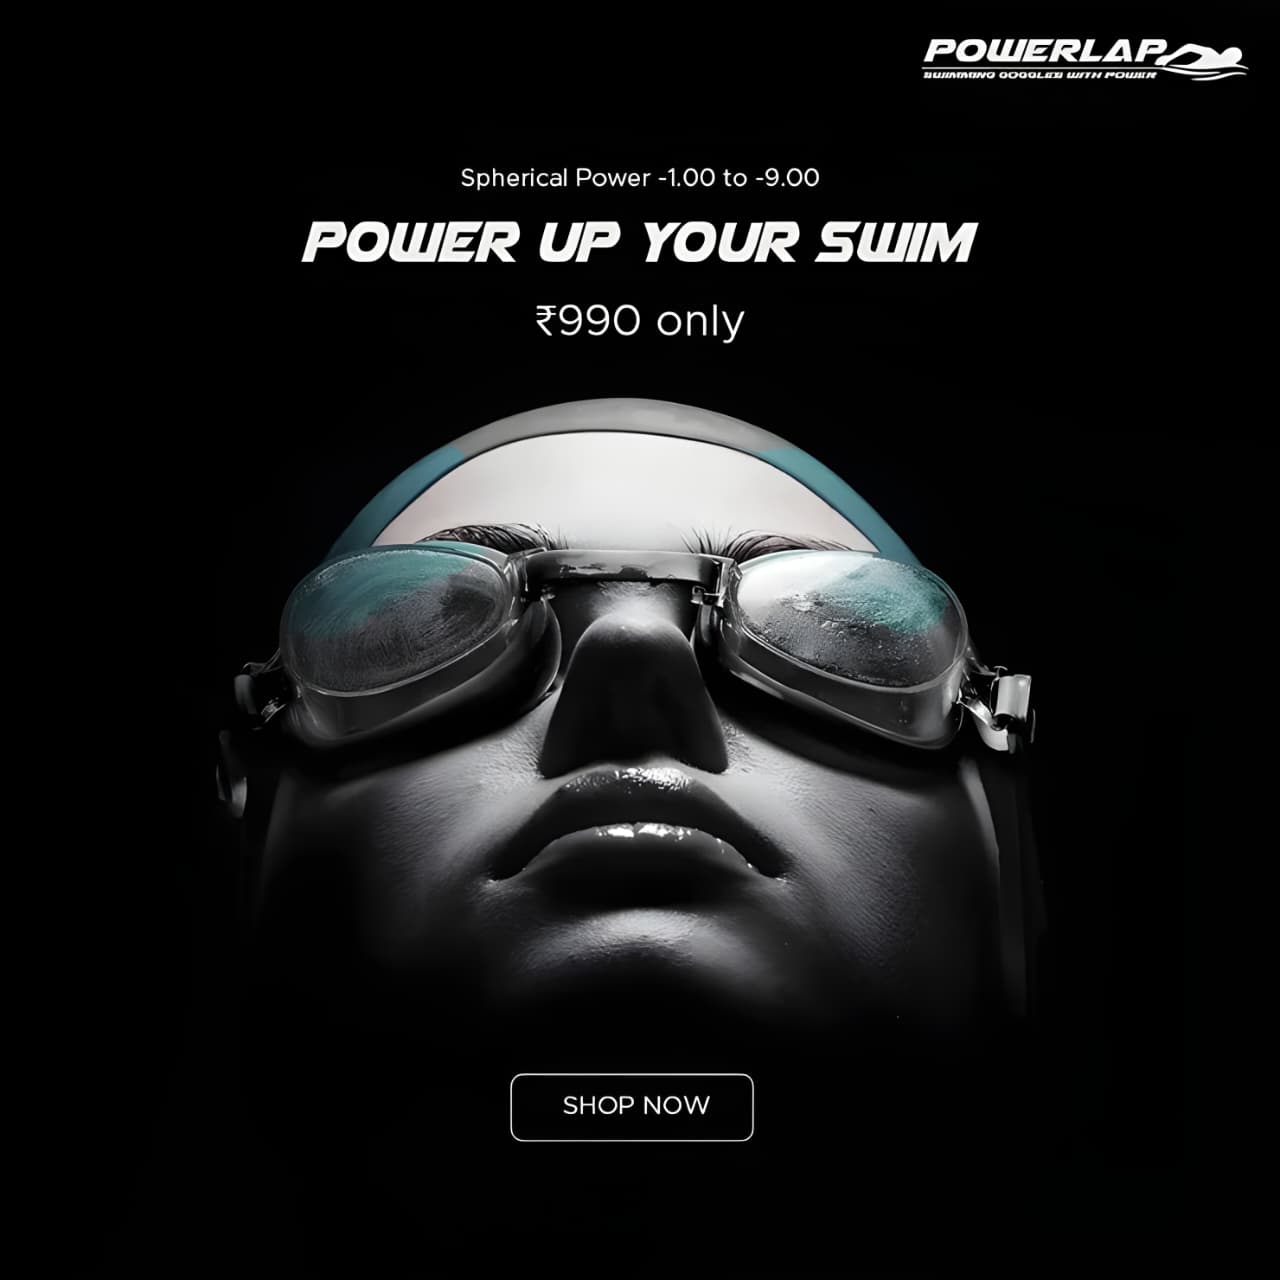 POWERLAP
SWIMMING GOGGLES WITH POWER
Spherical Power -1.00 to -9.00
POWER UP YOUR SWIM
₹990 only
SHOP NOW